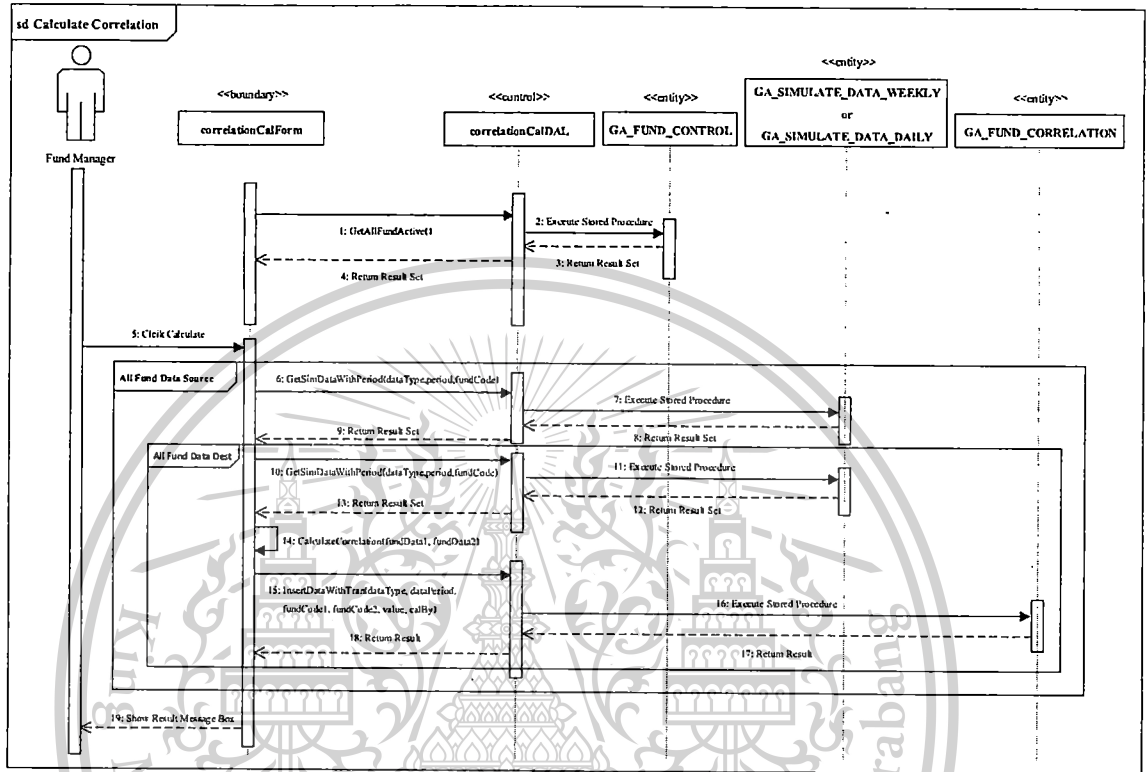 sd Calculate Correlation
Fund Manager
<<boundary>>
correlationCalForm
<<control>>
correlationCalDAL
<<entity>>
GA_FUND_CONTROL
<<entity>>
GA_SIMULATE_DATA_WEEKLY
or
GA_SIMULATE_DATA_DAILY
<<entity>>
GA_FUND_CORRELATION
1: GetAllFundActive()
2: Execute Stored Procedure
3: Return Result Set
4: Return Result Set
5: Cleik Calculate
All Fund Data Source
6: GetSimDataWithPeriod(dataType,period,fundCode)
7: Execute Stored Procedure
8: Return Result Set
9: Return Result Set
All Fund Data Dest
10: GetSimDataWithPeriod(dataType,period,fundCode)
11: Execute Stored Procedure
12: Return Result Set
13: Return Result Set
14: CalculateCorrelation(fundData1, fundData2)
15: InsertDataWithTran(dataType, dataPeriod,
fundCode1, fundCode2, value, calBy)
16: Execute Stored Procedure
17: Return Result
18: Return Result
19: Show Result Message Box